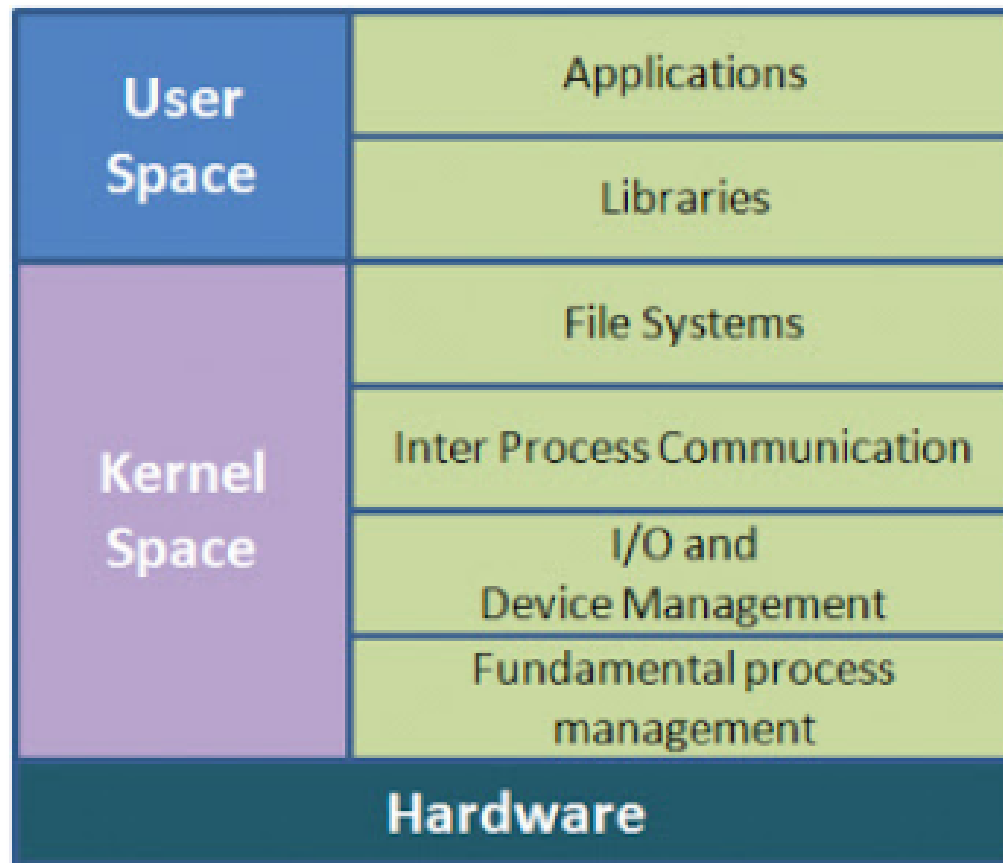 User
Space
Applications
Libraries
Kernel
Space
File Systems
Inter Process Communication
I/O and
Device Management
Fundamental process
management
Hardware